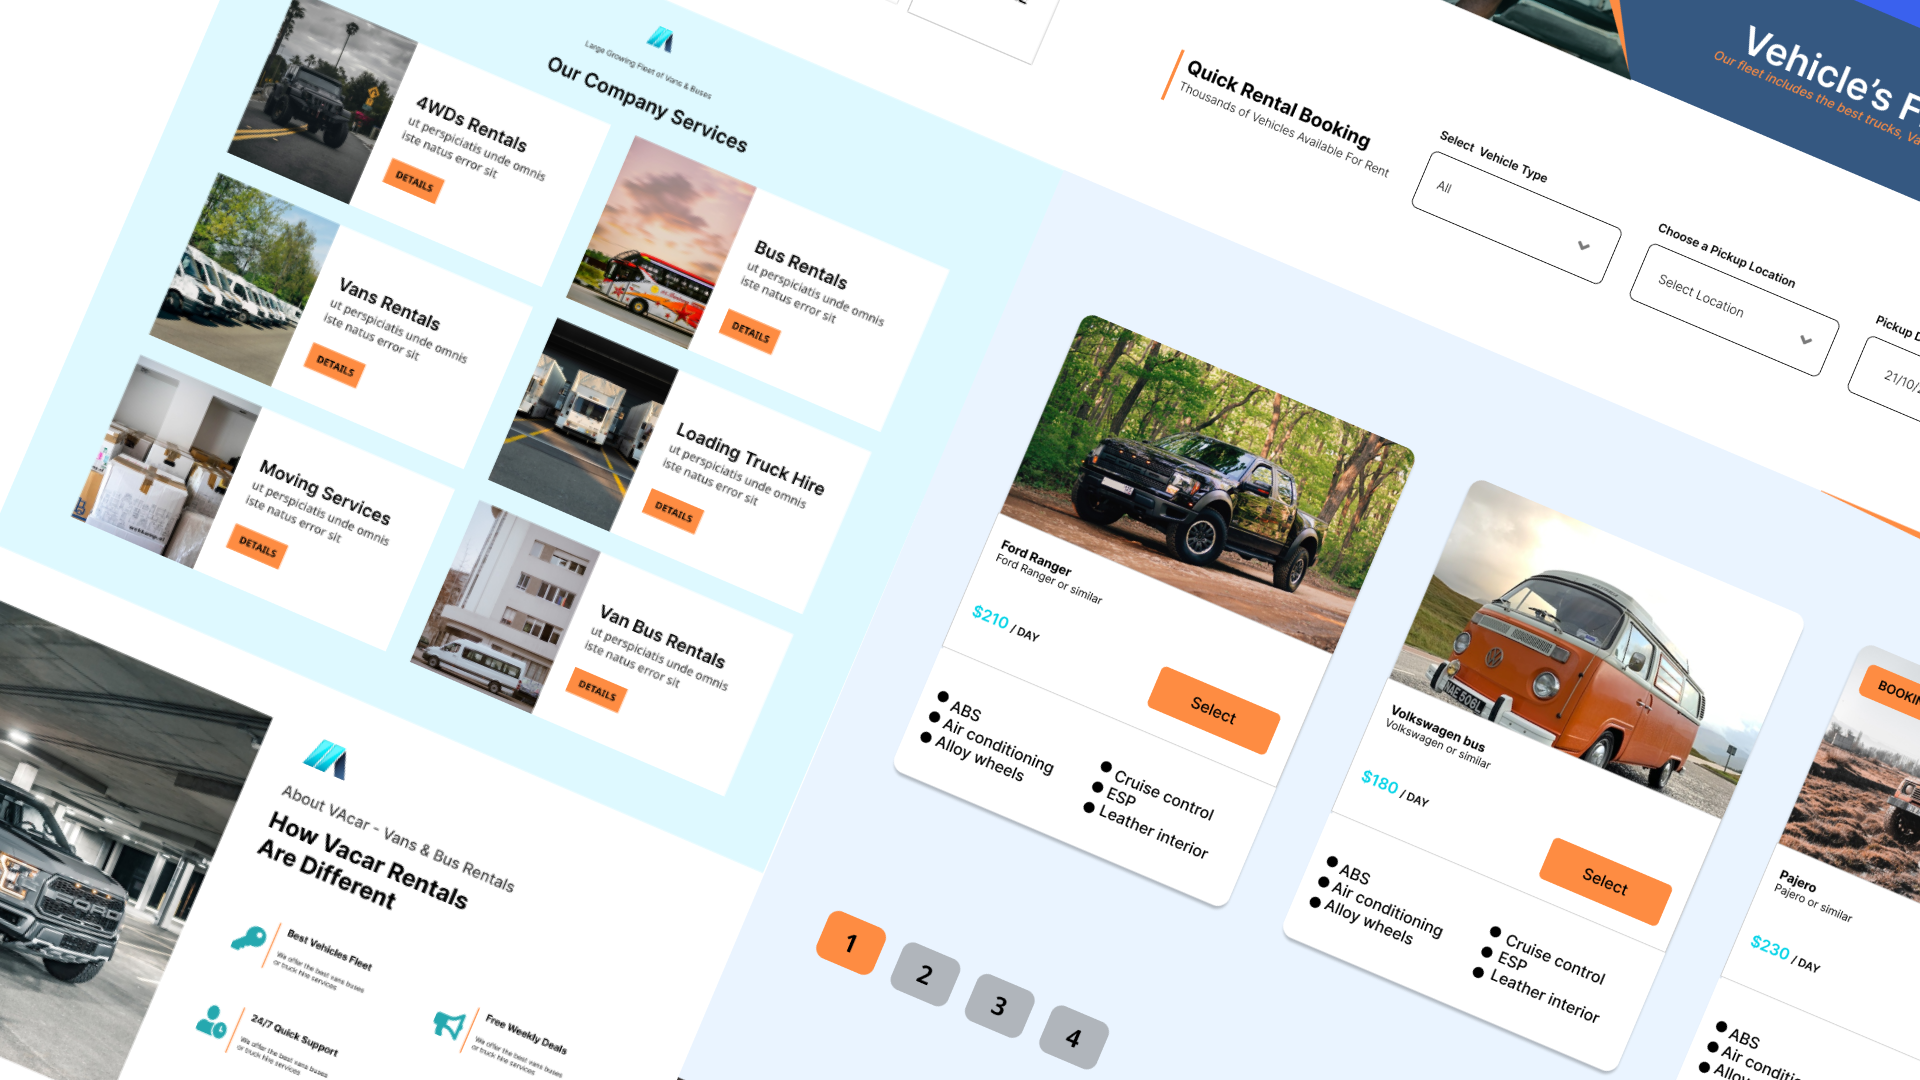 Large Growing Fleet of Vans & Buses
Our Company Services
4WDs Rentals
ut perspiciatis unde omnis
iste natus error sit
DETAILS
Bus Rentals
ut perspiciatis unde omnis
iste natus error sit
DETAILS
Vans Rentals
ut perspiciatis unde omnis
iste natus error sit
DETAILS
Loading Truck Hire
ut perspiciatis unde omnis
iste natus error sit
DETAILS
Moving Services
ut perspiciatis unde omnis
iste natus error sit
DETAILS
Van Bus Rentals
ut perspiciatis unde omnis
iste natus error sit
DETAILS
About VAcar - Vans & Bus Rentals
How Vacar Rentals
Are Different
FORD
Best Vehicles Fleet
We offer the best vans buses
or truck hire services
24/7 Quick Support
We offer the best vans buses
or truck hire services
Free Weekly Deals
We offer the best vans buses
or truck hire services
Vehicle's F
Our fleet includes the best trucks, Va
Quick Rental Booking
Thousands of Vehicles Available For Rent
Select Vehicle Type
All
Choose a Pickup Location
Select Location
Pickup D
21/10/
Ford Ranger
Ford Ranger or similar
$210 / DAY
Select
ABS
Air conditioning
Alloy wheels
Cruise control
ESP
Leather interior
NAE 506L
Volkswagen bus
Volkswagen or similar
$180 / DAY
Select
ABS
Air conditioning
Alloy wheels
Cruise control
ESP
Leather interior
BOOKIN
Pajero
Pajero or similar
$230 / DAY
ABS
Air conditio
Alloy
1
2
3
4